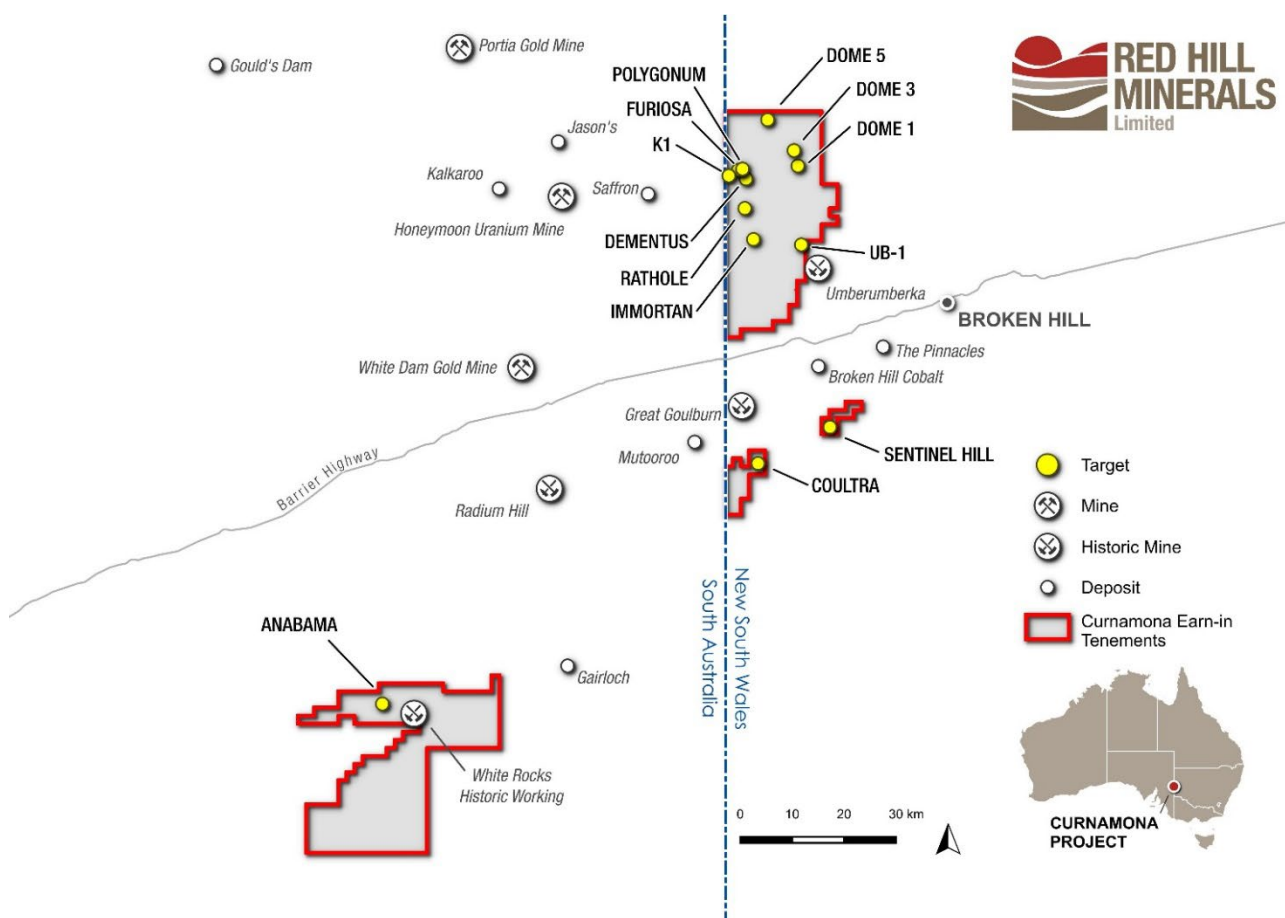 Portia Gold Mine
Gould's Dam
DOME 5
POLYGONUM
DOME 3
FURIOSA
DOME 1
Jason's
K1
Kalkaroo
Saffron
Honeymoon Uranium Mine
DEMENTUS
UB-1
RATHOLE
Umberumberka
IMMORTAN
BROKEN HILL
RED HILL
MINERALS
Limited
The Pinnacles
White Dam Gold Mine
Broken Hill Cobalt
Great Goulburn
Mutooroo
SENTINEL HILL
COULTRA
Barrier Highway
Radium Hill
South Australia
New South Wales
Target
Mine
Historic Mine
Deposit
Curnamona Earn-in
Tenements
ANABAMA
Gairloch
White Rocks
Historic Working
0 10 20 30 km
CURNAMONA
PROJECT